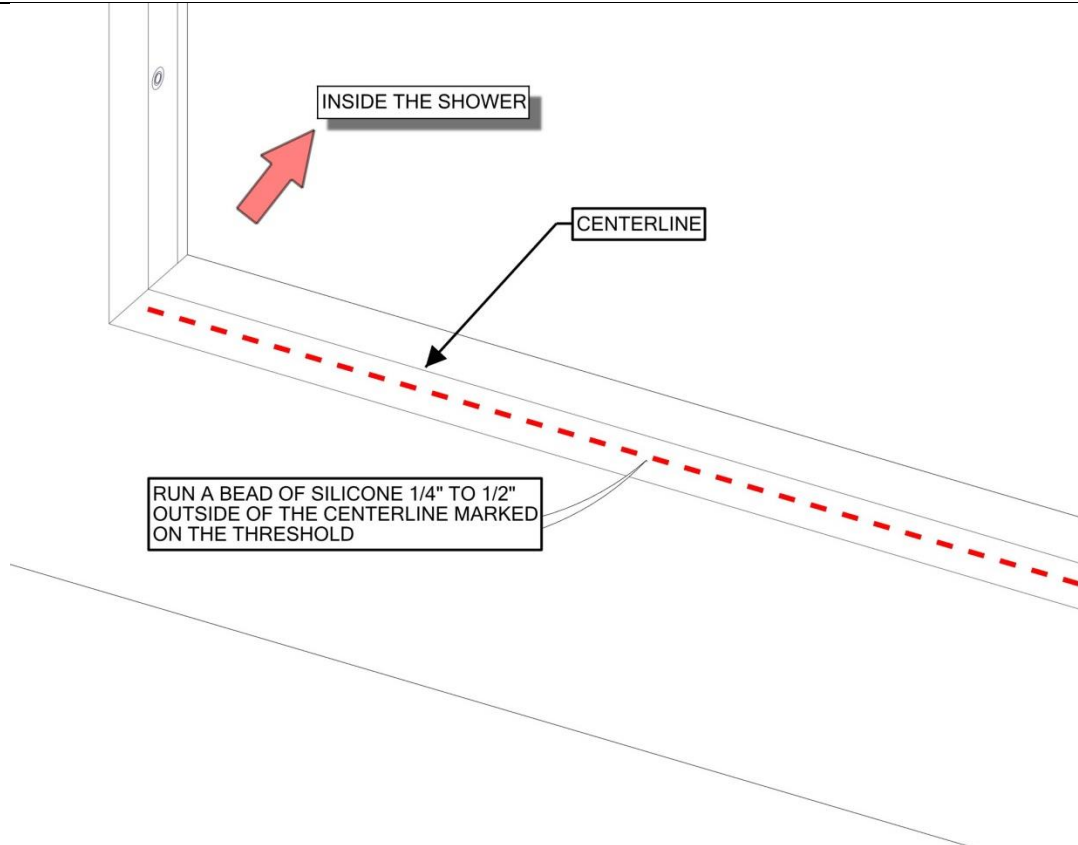 INSIDE THE SHOWER
CENTERLINE
RUN A BEAD OF SILICONE 1/4" TO 1/2"
OUTSIDE OF THE CENTERLINE MARKED
ON THE THRESHOLD